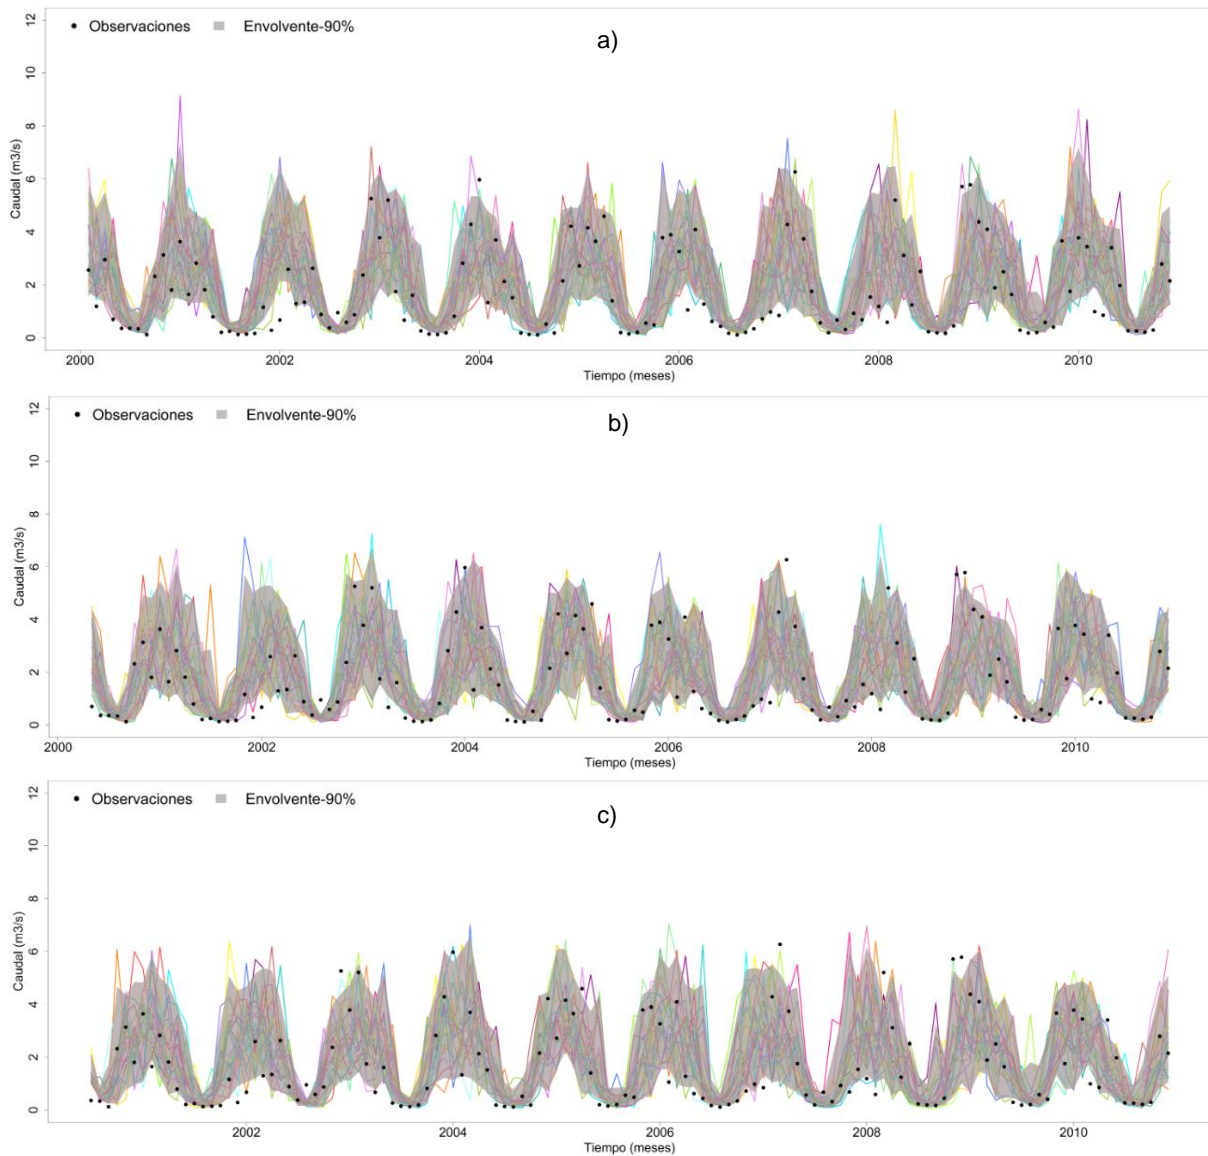 ● Observaciones ■ Envolvente-90%
a)
12
10
8
6
4
2
0
Caudal (m3/s)
2000 2002 2004 2006 2008 2010
Tiempo (meses)
● Observaciones ■ Envolvente-90%
b)
12
10
8
6
4
2
0
Caudal (m3/s)
2000 2002 2004 2006 2008 2010
Tiempo (meses)
● Observaciones ■ Envolvente-90%
c)
12
10
8
6
4
2
0
Caudal (m3/s)
2002 2004 2006 2008 2010
Tiempo (meses)